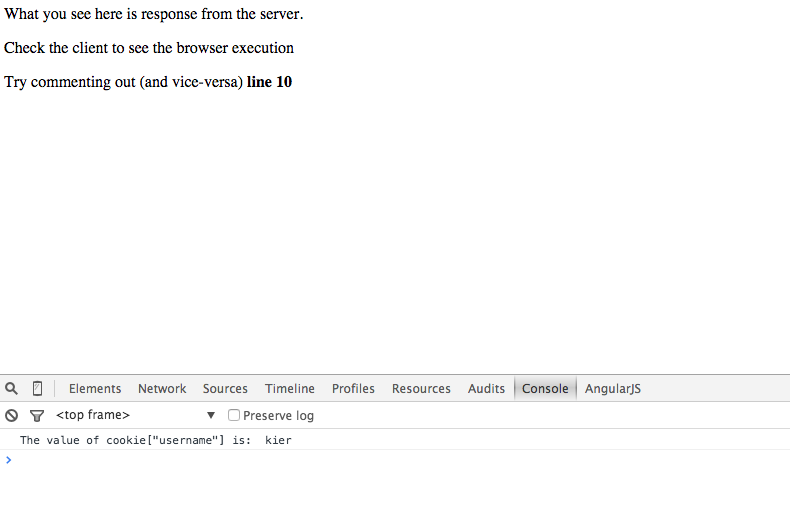 What you see here is response from the server.
Check the client to see the browser execution
Try commenting out (and vice-versa) line 10
Elements Network Sources Timeline Profiles Resources Audits Console AngularJS
<top frame> ▼ Preserve log
The value of cookie["username"] is:  kier
>